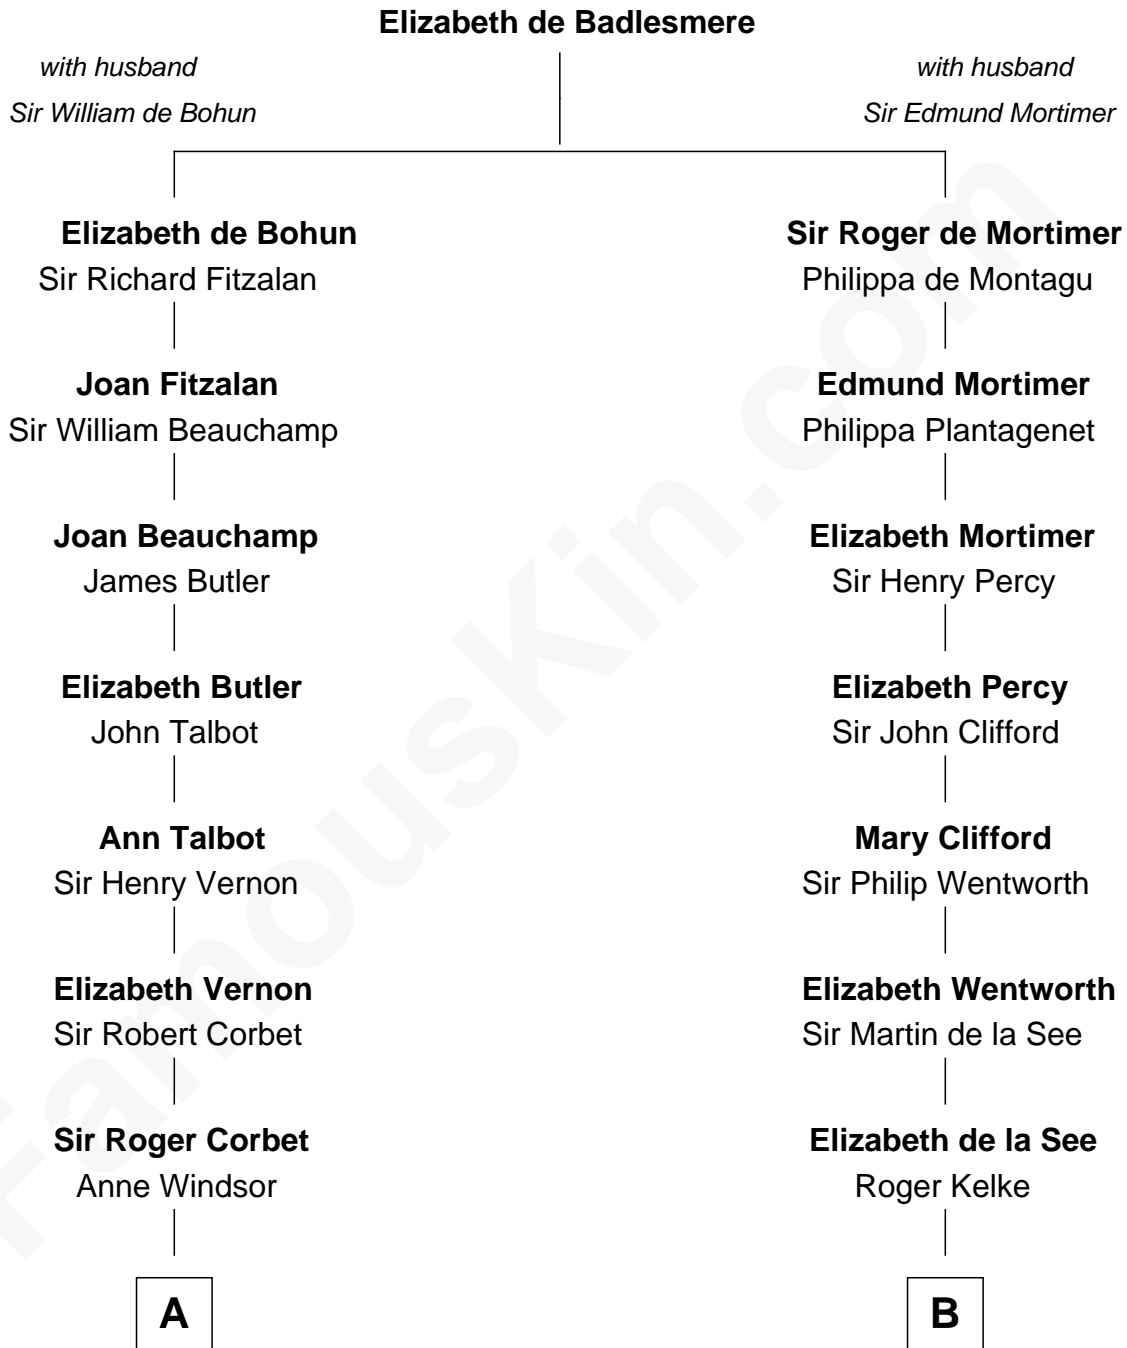 Elizabeth de Badlesmere
with husband
Sir William de Bohun
with husband
Sir Edmund Mortimer
Elizabeth de Bohun
Sir Richard Fitzalan
Sir Roger de Mortimer
Philippa de Montagu
Joan Fitzalan
Sir William Beauchamp
Edmund Mortimer
Philippa Plantagenet
Joan Beauchamp
James Butler
Elizabeth Mortimer
Sir Henry Percy
Elizabeth Butler
John Talbot
Elizabeth Percy
Sir John Clifford
Ann Talbot
Sir Henry Vernon
Mary Clifford
Sir Philip Wentworth
Elizabeth Vernon
Sir Robert Corbet
Elizabeth Wentworth
Sir Martin de la See
Sir Roger Corbet
Anne Windsor
Elizabeth de la See
Roger Kelke
A
B
FamousKin.com